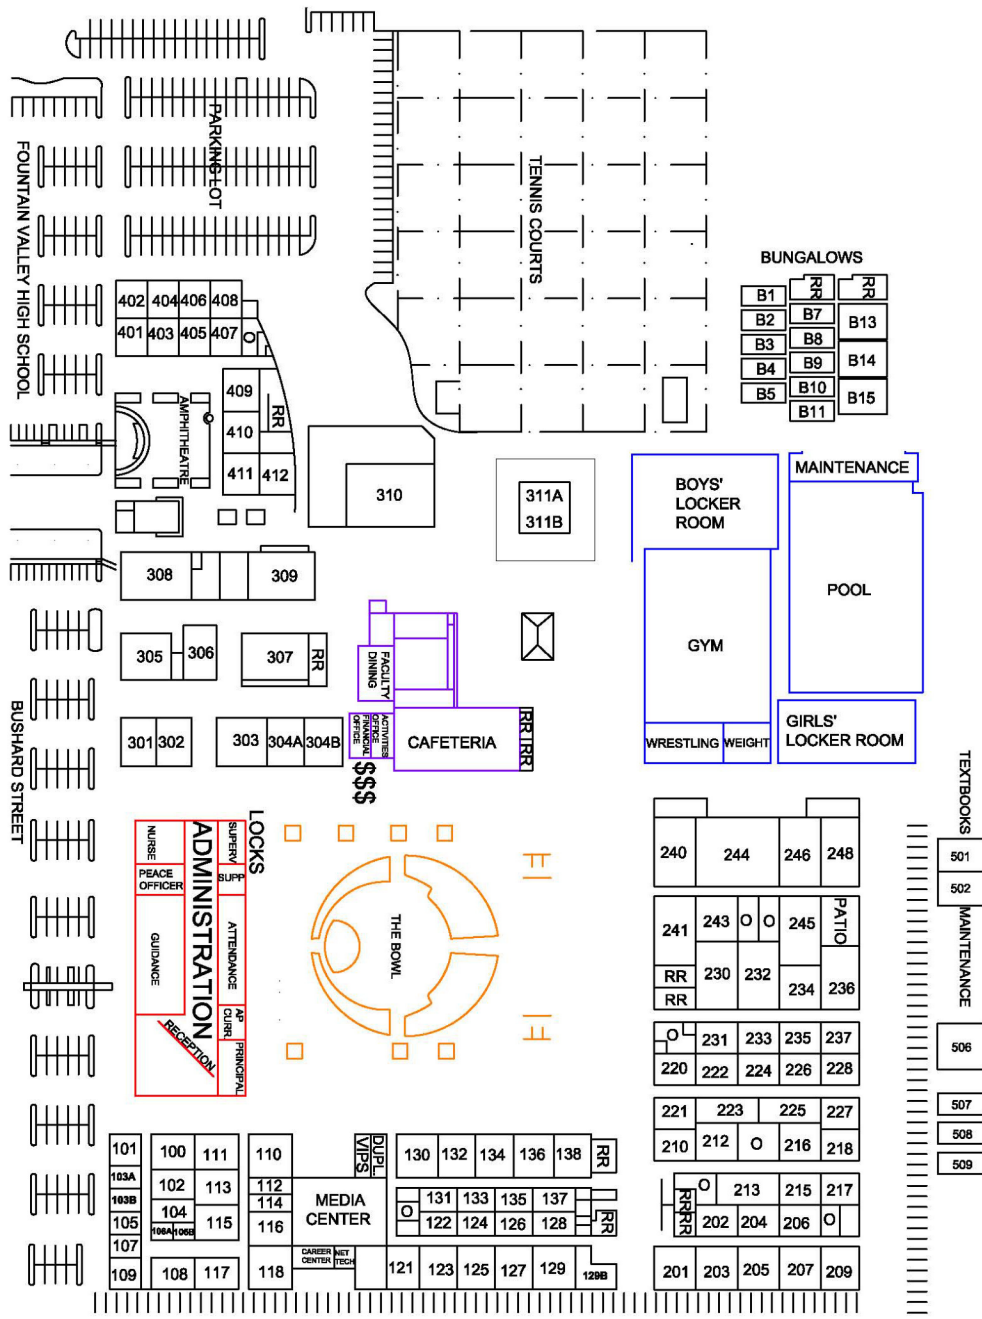 FOUNTAIN VALLEY HIGH SCHOOL
PARKING LOT
TENNIS COURTS
BUNGALOWS
RR
RR
B1
B2
B3
B4
B5
B7
B8
B9
B10
B11
B13
B14
B15
402 404 406 408
401 403 405 407
O
AMPHITHEATRE
409
410
411
412
RR
310
311A
311B
BOYS'
LOCKER
ROOM
MAINTENANCE
POOL
GYM
WRESTLING
WEIGHT
GIRLS'
LOCKER ROOM
308
309
305
306
307
RR
301 302
303
304A
304B
FACULTY
DINING
ACTIVITIES
OFFICE
FINANCIAL
OFFICE
CAFETERIA
RR RR
$$$
BUSHARD STREET
LOCKS
ADMINISTRATION
NURSE
PEACE
OFFICER
GUIDANCE
RECEPTION
SUPERV
SUPP
ATTENDANCE
AP
CURR.
PRINCIPAL
THE BOWL
TEXTBOOKS
501
502
MAINTENANCE
506
507
508
509
240
244
246
248
241
243
O
O
245
PATIO
RR
RR
230
232
234
236
O
231 233 235 237
220 222 224 226 228
221 223 225 227
210 212 O 216 218
O
213 215 217
RR
RR
202 204 206 O
201 203 205 207 209
101
103A
103B
105
107
109
100
102
104
106A
106B
108
111
113
115
117
110
112
114
116
118
DUPL.
VIPS
MEDIA
CENTER
CAREER
CENTER
NET
TECH
130 132 134 136 138
RR
O
131 133 135 137
122 124 126 128
RR
121 123 125 127 129
129B